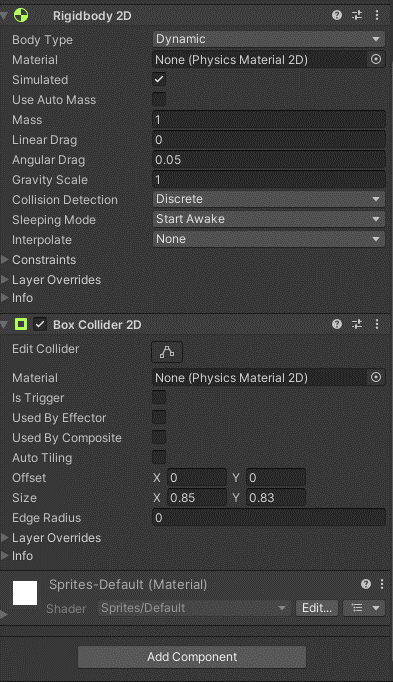 Rigidbody 2D
Body Type Dynamic
Material None (Physics Material 2D)
Simulated
Use Auto Mass
Mass 1
Linear Drag 0
Angular Drag 0.05
Gravity Scale 1
Collision Detection Discrete
Sleeping Mode Start Awake
Interpolate None
Constraints
Layer Overrides
Info
Box Collider 2D
Edit Collider
Material None (Physics Material 2D)
Is Trigger
Used By Effector
Used By Composite
Auto Tiling
Offset X 0 Y 0
Size X 0.85 Y 0.83
Edge Radius 0
Layer Overrides
Info
Sprites-Default (Material)
Shader Sprites/Default Edit...
Add Component